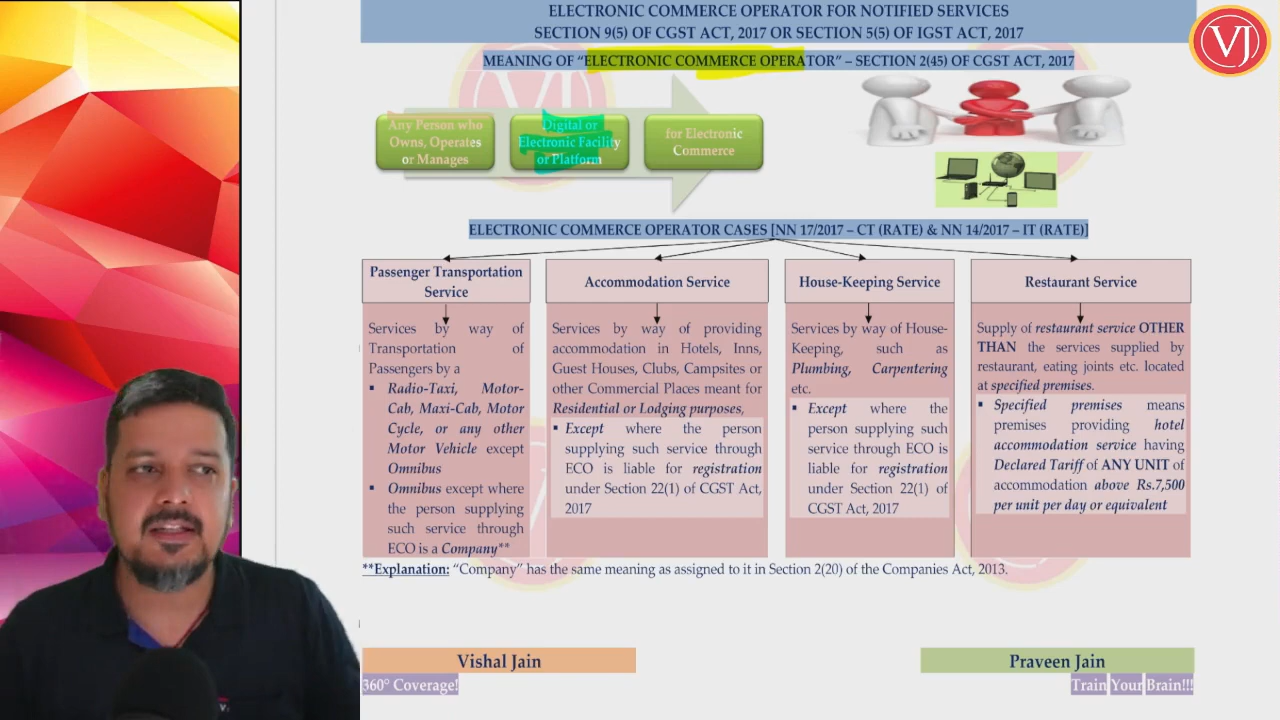 ELECTRONIC COMMERCE OPERATOR FOR NOTIFIED SERVICES
SECTION 9(5) OF CGST ACT, 2017 OR SECTION 5(5) OF IGST ACT, 2017
VJ
MEANING OF “ELECTRONIC COMMERCE OPERATOR” – SECTION 2(45) OF CGST ACT, 2017
Any Person who
Owns, Operates
or Manages
Digital or
Electronic Facility
or Platform
for Electronic
Commerce
ELECTRONIC COMMERCE OPERATOR CASES [NN 17/2017 – CT (RATE) & NN 14/2017 – IT (RATE)]
Passenger Transportation
Service
Services by way of
Transportation of
Passengers by a
▪ Radio-Taxi, Motor-
Cab, Maxi-Cab, Motor
Cycle, or any other
Motor Vehicle except
Omnibus
▪ Omnibus except where
the person supplying
such service through
ECO is a Company**
Accommodation Service
Services by way of providing
accommodation in Hotels, Inns,
Guest Houses, Clubs, Campsites or
other Commercial Places meant for
Residential or Lodging purposes,
▪ Except where the person
supplying such service through
ECO is liable for registration
under Section 22(1) of CGST Act,
2017
House-Keeping Service
Services by way of House-
Keeping, such as
Plumbing, Carpentering
etc.
▪ Except where the
person supplying such
service through ECO is
liable for registration
under Section 22(1) of
CGST Act, 2017
Restaurant Service
Supply of restaurant service OTHER
THAN the services supplied by
restaurant, eating joints etc. located
at specified premises.
▪ Specified premises means
premises providing hotel
accommodation service having
Declared Tariff of ANY UNIT of
accommodation above Rs.7,500
per unit per day or equivalent
**Explanation: “Company” has the same meaning as assigned to it in Section 2(20) of the Companies Act, 2013.
Vishal Jain
Praveen Jain
360° Coverage!
Train Your Brain!!!